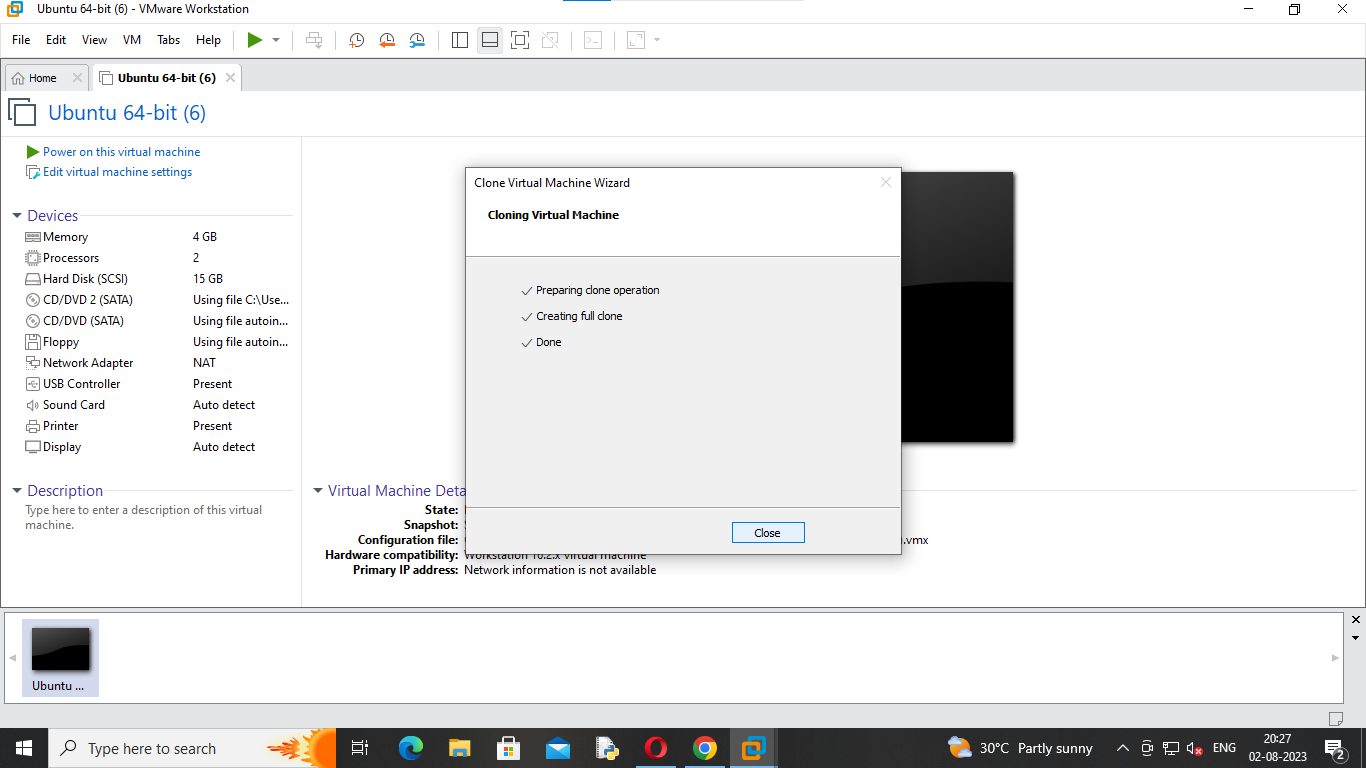 Ubuntu 64-bit (6) - VMware Workstation
File Edit View VM Tabs Help
Home Ubuntu 64-bit (6)
Ubuntu 64-bit (6)
Power on this virtual machine
Edit virtual machine settings
Devices
Memory 4 GB
Processors 2
Hard Disk (SCSI) 15 GB
CD/DVD 2 (SATA) Using file C:\Use...
CD/DVD (SATA) Using file autoin...
Floppy Using file autoin...
Network Adapter NAT
USB Controller Present
Sound Card Auto detect
Printer Present
Display Auto detect
Description
Type here to enter a description of this virtual
machine.
Clone Virtual Machine Wizard
Cloning Virtual Machine
Preparing clone operation
Creating full clone
Done
Close
Virtual Machine Deta
State:
Snapshot:
Configuration file: .vmx
Hardware compatibility: Workstation 16.2.x virtual machine
Primary IP address: Network information is not available
Ubuntu ...
Type here to search
30°C Partly sunny
ENG
20:27
02-08-2023
2